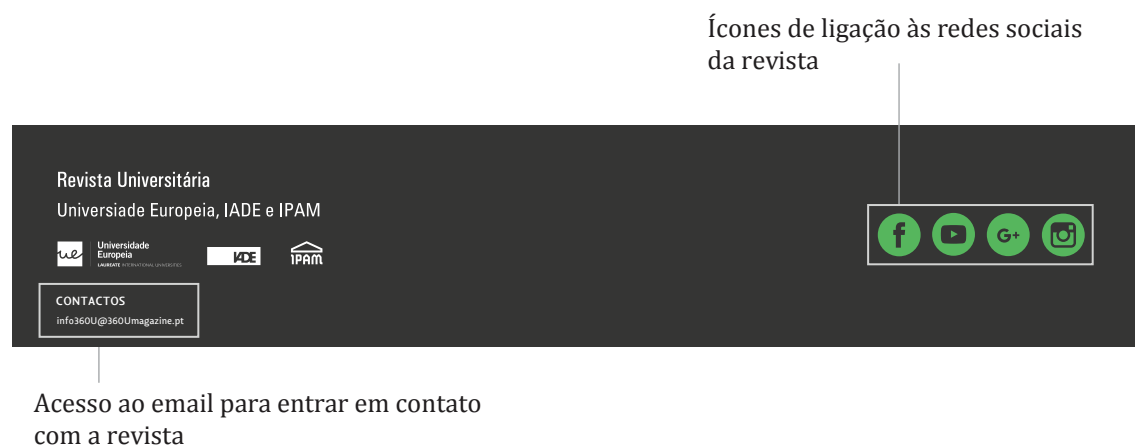 Ícones de ligação às redes sociais
da revista
Revista Universitária
Universiade Europeia, IADE e IPAM
ue
Universidade
Europeia
LAUREATE INTERNATIONAL UNIVERSITIES
IADE
IPAM
f
G+
CONTACTOS
info360U@360Umagazine.pt
Acesso ao email para entrar em contato
com a revista